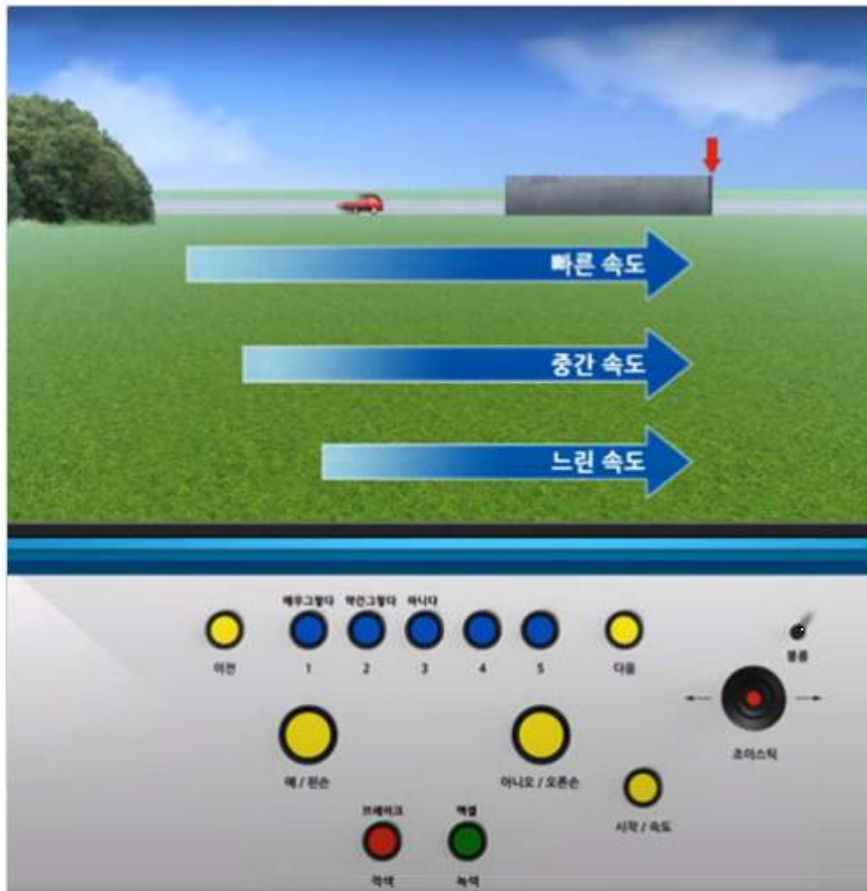 빠른 속도
중간 속도
느린 속도
매우그렇다 약간그렇다 아니다
이전 1 2 3 4 5 다음
볼륨
조이스틱
예 / 왼손 아니오 / 오른손
시작 / 속도
브레이크 엑셀
적색 녹색